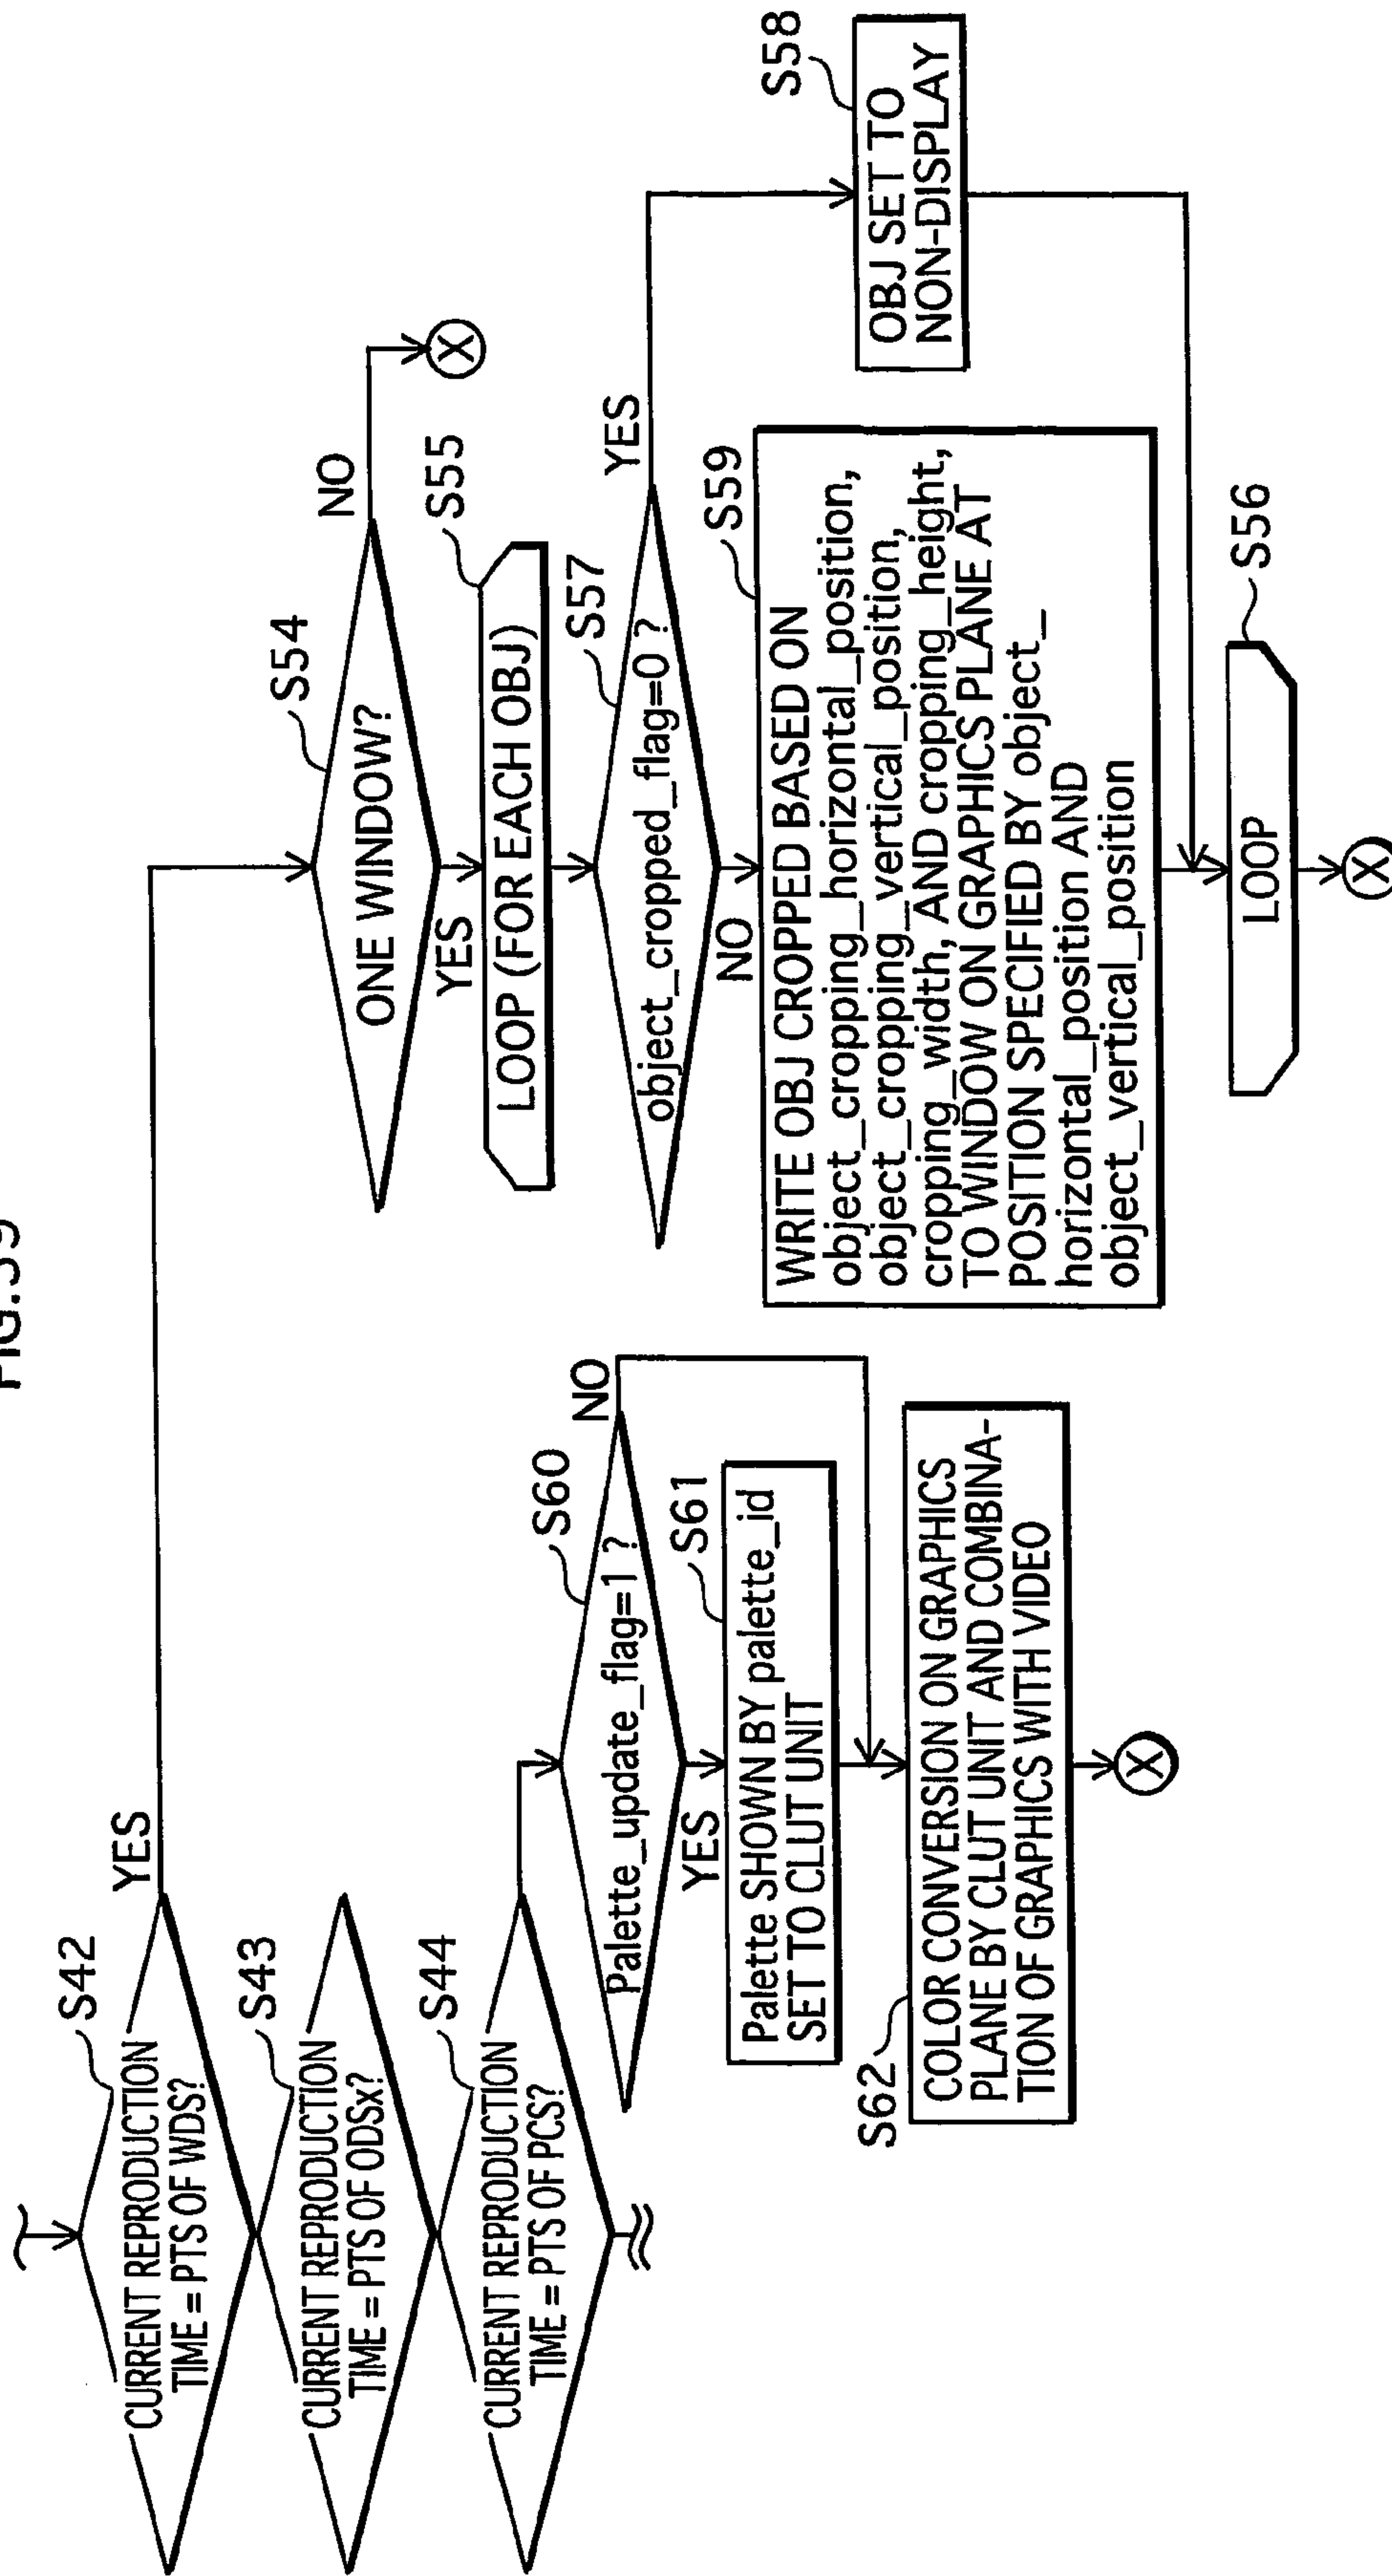 FIG.39
CURRENT REPRODUCTION
TIME = PTS OF WDS?
S42
YES
CURRENT REPRODUCTION
TIME = PTS OF ODSx?
S43
CURRENT REPRODUCTION
TIME = PTS OF PCS?
S44
Palette_update_flag=1 ?
S60
NO
YES
Palette SHOWN BY palette_id
SET TO CLUT UNIT
S61
S62
COLOR CONVERSION ON GRAPHICS
PLANE BY CLUT UNIT AND COMBINA-
TION OF GRAPHICS WITH VIDEO
X
ONE WINDOW?
S54
NO
X
YES
LOOP (FOR EACH OBJ)
S55
object_cropped_flag=0 ?
S57
YES
NO
OBJ SET TO
NON-DISPLAY
S58
S59
WRITE OBJ CROPPED BASED ON
object_cropping_horizontal_position,
object_cropping_vertical_position,
cropping_width, AND cropping_height,
TO WINDOW ON GRAPHICS PLANE AT
POSITION SPECIFIED BY object_
horizontal_position AND
object_vertical_position
LOOP
S56
X